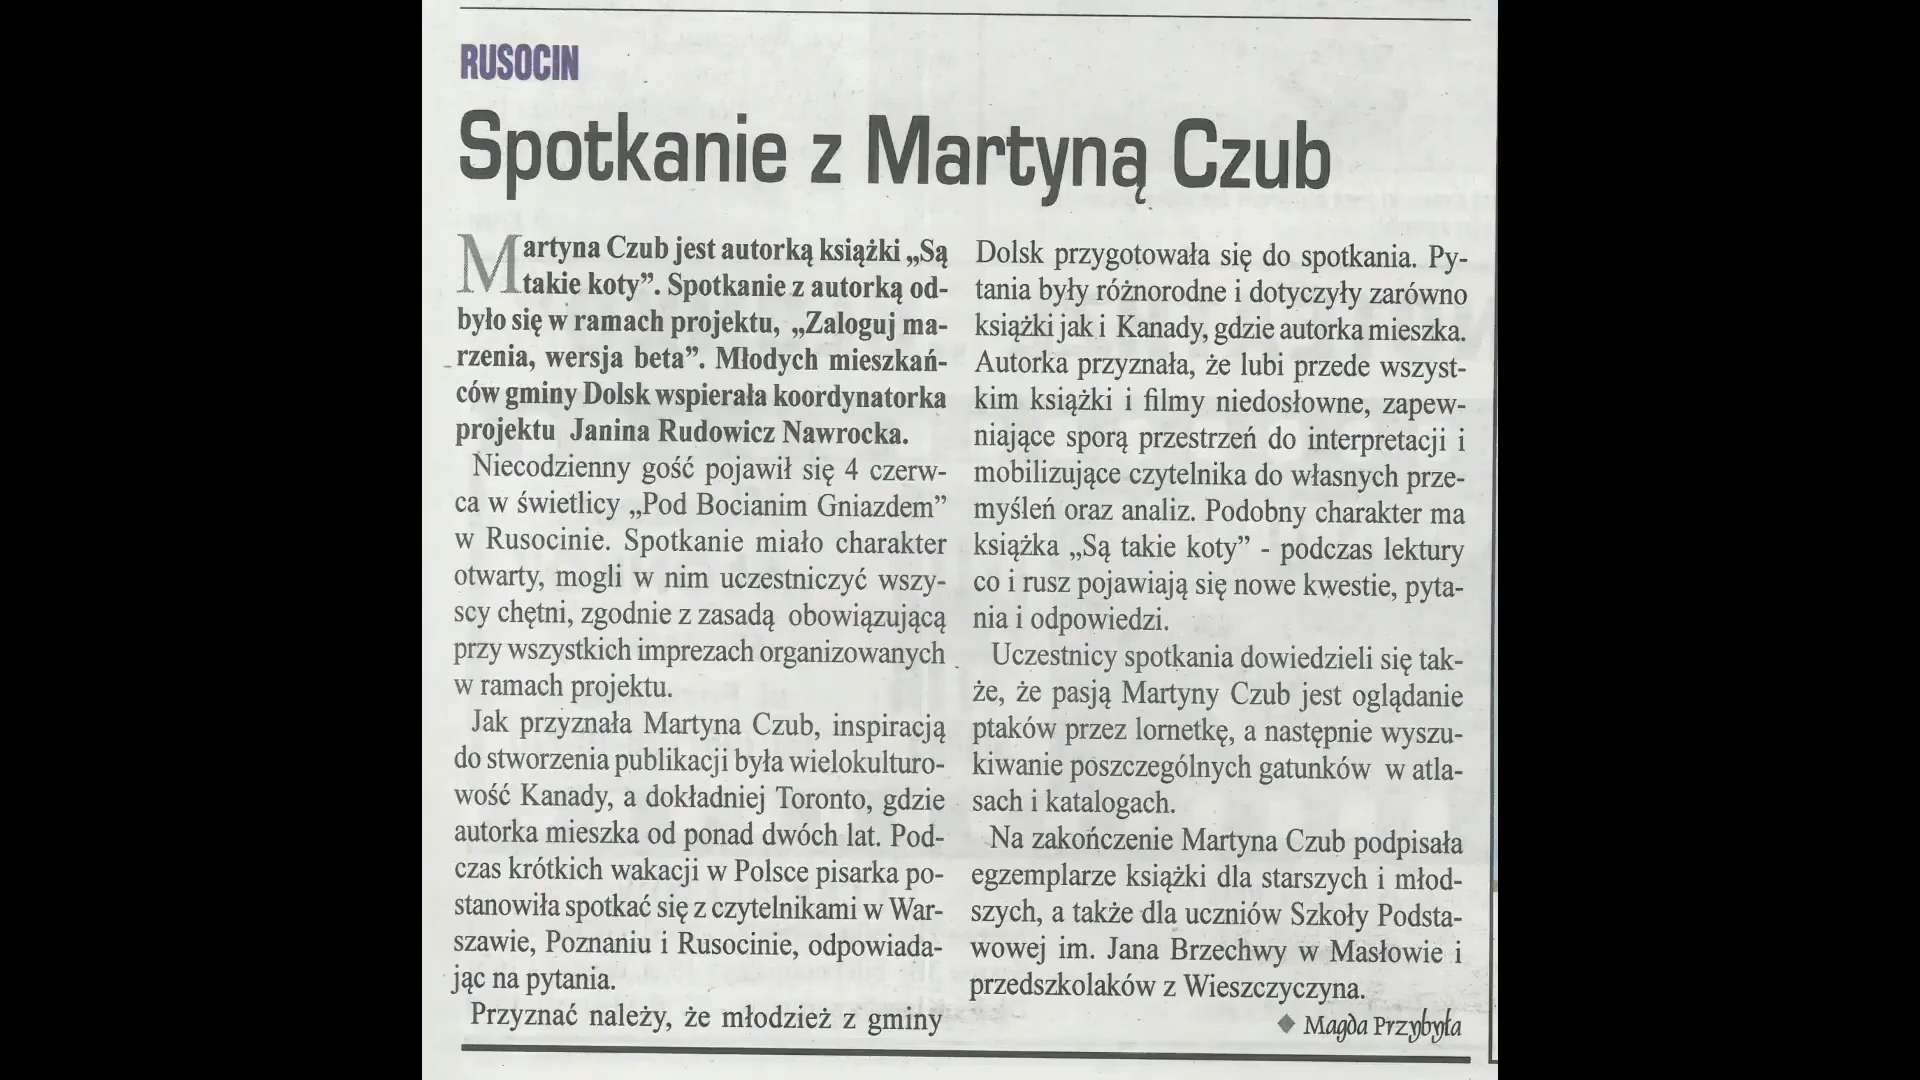 RUSOCIN
Spotkanie z Martyną Czub
Martyna Czub jest autorką książki „Są
takie koty”. Spotkanie z autorką od-
było się w ramach projektu, „Zaloguj ma-
rzenia, wersja beta”. Młodych mieszkań-
ców gminy Dolsk wspierała koordynatorka
projektu Janina Rudowicz Nawrocka.
Niecodzienny gość pojawił się 4 czerw-
ca w świetlicy „Pod Bocianim Gniazdem”
w Rusocinie. Spotkanie miało charakter
otwarty, mogli w nim uczestniczyć wszy-
scy chętni, zgodnie z zasadą obowiązującą
przy wszystkich imprezach organizowanych
w ramach projektu.
Jak przyznała Martyna Czub, inspiracją
do stworzenia publikacji była wielokulturo-
wość Kanady, a dokładniej Toronto, gdzie
autorka mieszka od ponad dwóch lat. Pod-
czas krótkich wakacji w Polsce pisarka po-
stanowiła spotkać się z czytelnikami w War-
szawie, Poznaniu i Rusocinie, odpowiada-
jąc na pytania.
Przyznać należy, że młodzież z gminy
Dolsk przygotowała się do spotkania. Py-
tania były różnorodne i dotyczyły zarówno
książki jak i Kanady, gdzie autorka mieszka.
Autorka przyznała, że lubi przede wszyst-
kim książki i filmy niedosłowne, zapew-
niające sporą przestrzeń do interpretacji i
mobilizujące czytelnika do własnych prze-
myśleń oraz analiz. Podobny charakter ma
książka „Są takie koty” - podczas lektury
co i rusz pojawiają się nowe kwestie, pyta-
nia i odpowiedzi.
Uczestnicy spotkania dowiedzieli się tak-
że, że pasją Martyny Czub jest oglądanie
ptaków przez lornetkę, a następnie wyszu-
kiwanie poszczególnych gatunków w atla-
sach i katalogach.
Na zakończenie Martyna Czub podpisała
egzemplarze książki dla starszych i młod-
szych, a także dla uczniów Szkoły Podsta-
wowej im. Jana Brzechwy w Masłowie i
przedszkolaków z Wieszczyczyna.
◆ Magda Przybyła